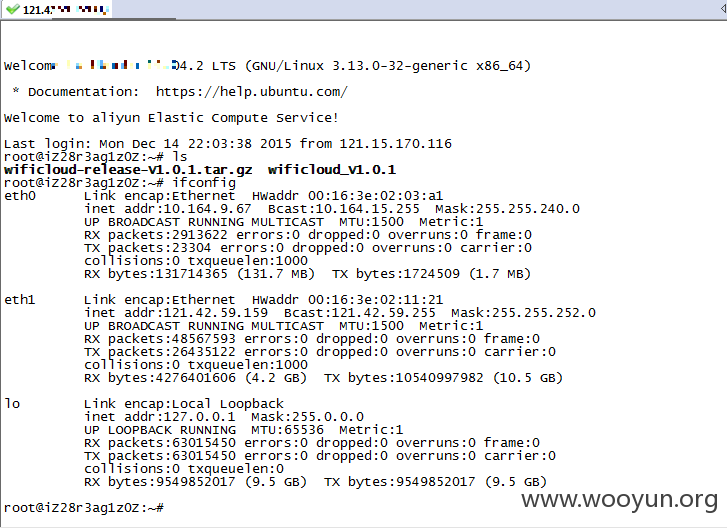 121.4
Welcom 04.2 LTS (GNU/Linux 3.13.0-32-generic x86_64)
* Documentation:  https://help.ubuntu.com/
Welcome to aliyun Elastic Compute Service!
Last login: Mon Dec 14 22:03:38 2015 from 121.15.170.116
root@iZ28r3ag1z0Z:~# ls
wificloud-release-v1.0.1.tar.gz  wificloud_v1.0.1
root@iZ28r3ag1z0Z:~# ifconfig
eth0      Link encap:Ethernet  HWaddr 00:16:3e:02:03:a1
          inet addr:10.164.9.67  Bcast:10.164.15.255  Mask:255.255.240.0
          UP BROADCAST RUNNING MULTICAST  MTU:1500  Metric:1
          RX packets:2913622 errors:0 dropped:0 overruns:0 frame:0
          TX packets:23304 errors:0 dropped:0 overruns:0 carrier:0
          collisions:0 txqueuelen:1000
          RX bytes:131714365 (131.7 MB)  TX bytes:1724509 (1.7 MB)
eth1      Link encap:Ethernet  HWaddr 00:16:3e:02:11:21
          inet addr:121.42.59.159  Bcast:121.42.59.255  Mask:255.255.252.0
          UP BROADCAST RUNNING MULTICAST  MTU:1500  Metric:1
          RX packets:48567593 errors:0 dropped:0 overruns:0 frame:0
          TX packets:26435122 errors:0 dropped:0 overruns:0 carrier:0
          collisions:0 txqueuelen:1000
          RX bytes:4276401606 (4.2 GB)  TX bytes:10540997982 (10.5 GB)
lo        Link encap:Local Loopback
          inet addr:127.0.0.1  Mask:255.0.0.0
          UP LOOPBACK RUNNING  MTU:65536  Metric:1
          RX packets:63015450 errors:0 dropped:0 overruns:0 frame:0
          TX packets:63015450 errors:0 dropped:0 overruns:0 carrier:0
          collisions:0 txqueuelen:0
          RX bytes:9549852017 (9.5 GB)  TX bytes:9549852017 (9.5 GB)
root@iZ28r3ag1z0Z:~#
www.wooyun.org